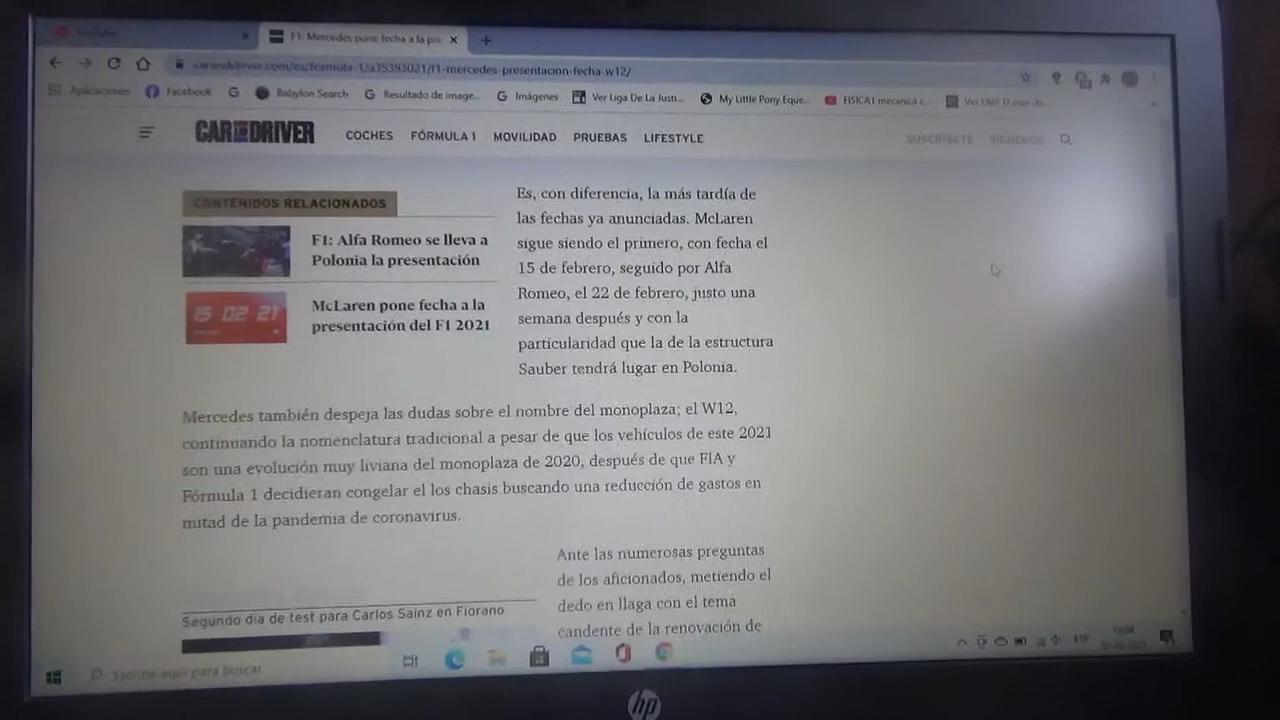 YouTube
F1: Mercedes pone fecha a la pre
caranddriver.com/es/formula-1/a35393021/f1-mercedes-presentacion-fecha-w12/
Aplicaciones
Facebook
Babylon Search
Resultado de image...
Imágenes
Ver Liga De La Justi...
My Little Pony Eque...
FISICA1 mecanica c...
CAR AND DRIVER
COCHES
FÓRMULA 1
MOVILIDAD
PRUEBAS
LIFESTYLE
SUSCRÍBETE
SÍGUENOS
CONTENIDOS RELACIONADOS
F1: Alfa Romeo se lleva a
Polonia la presentación
15 02 21
McLaren pone fecha a la
presentación del F1 2021
Es, con diferencia, la más tardía de
las fechas ya anunciadas. McLaren
sigue siendo el primero, con fecha el
15 de febrero, seguido por Alfa
Romeo, el 22 de febrero, justo una
semana después y con la
particularidad que la de la estructura
Sauber tendrá lugar en Polonia.
Mercedes también despeja las dudas sobre el nombre del monoplaza; el W12,
continuando la nomenclatura tradicional a pesar de que los vehículos de este 2021
son una evolución muy liviana del monoplaza de 2020, después de que FIA y
Fórmula 1 decidieran congelar el los chasis buscando una reducción de gastos en
mitad de la pandemia de coronavirus.
Segundo día de test para Carlos Sainz en Fiorano
Ante las numerosas preguntas
de los aficionados, metiendo el
dedo en llaga con el tema
candente de la renovación de
Escribe aquí para buscar
ESP
hp